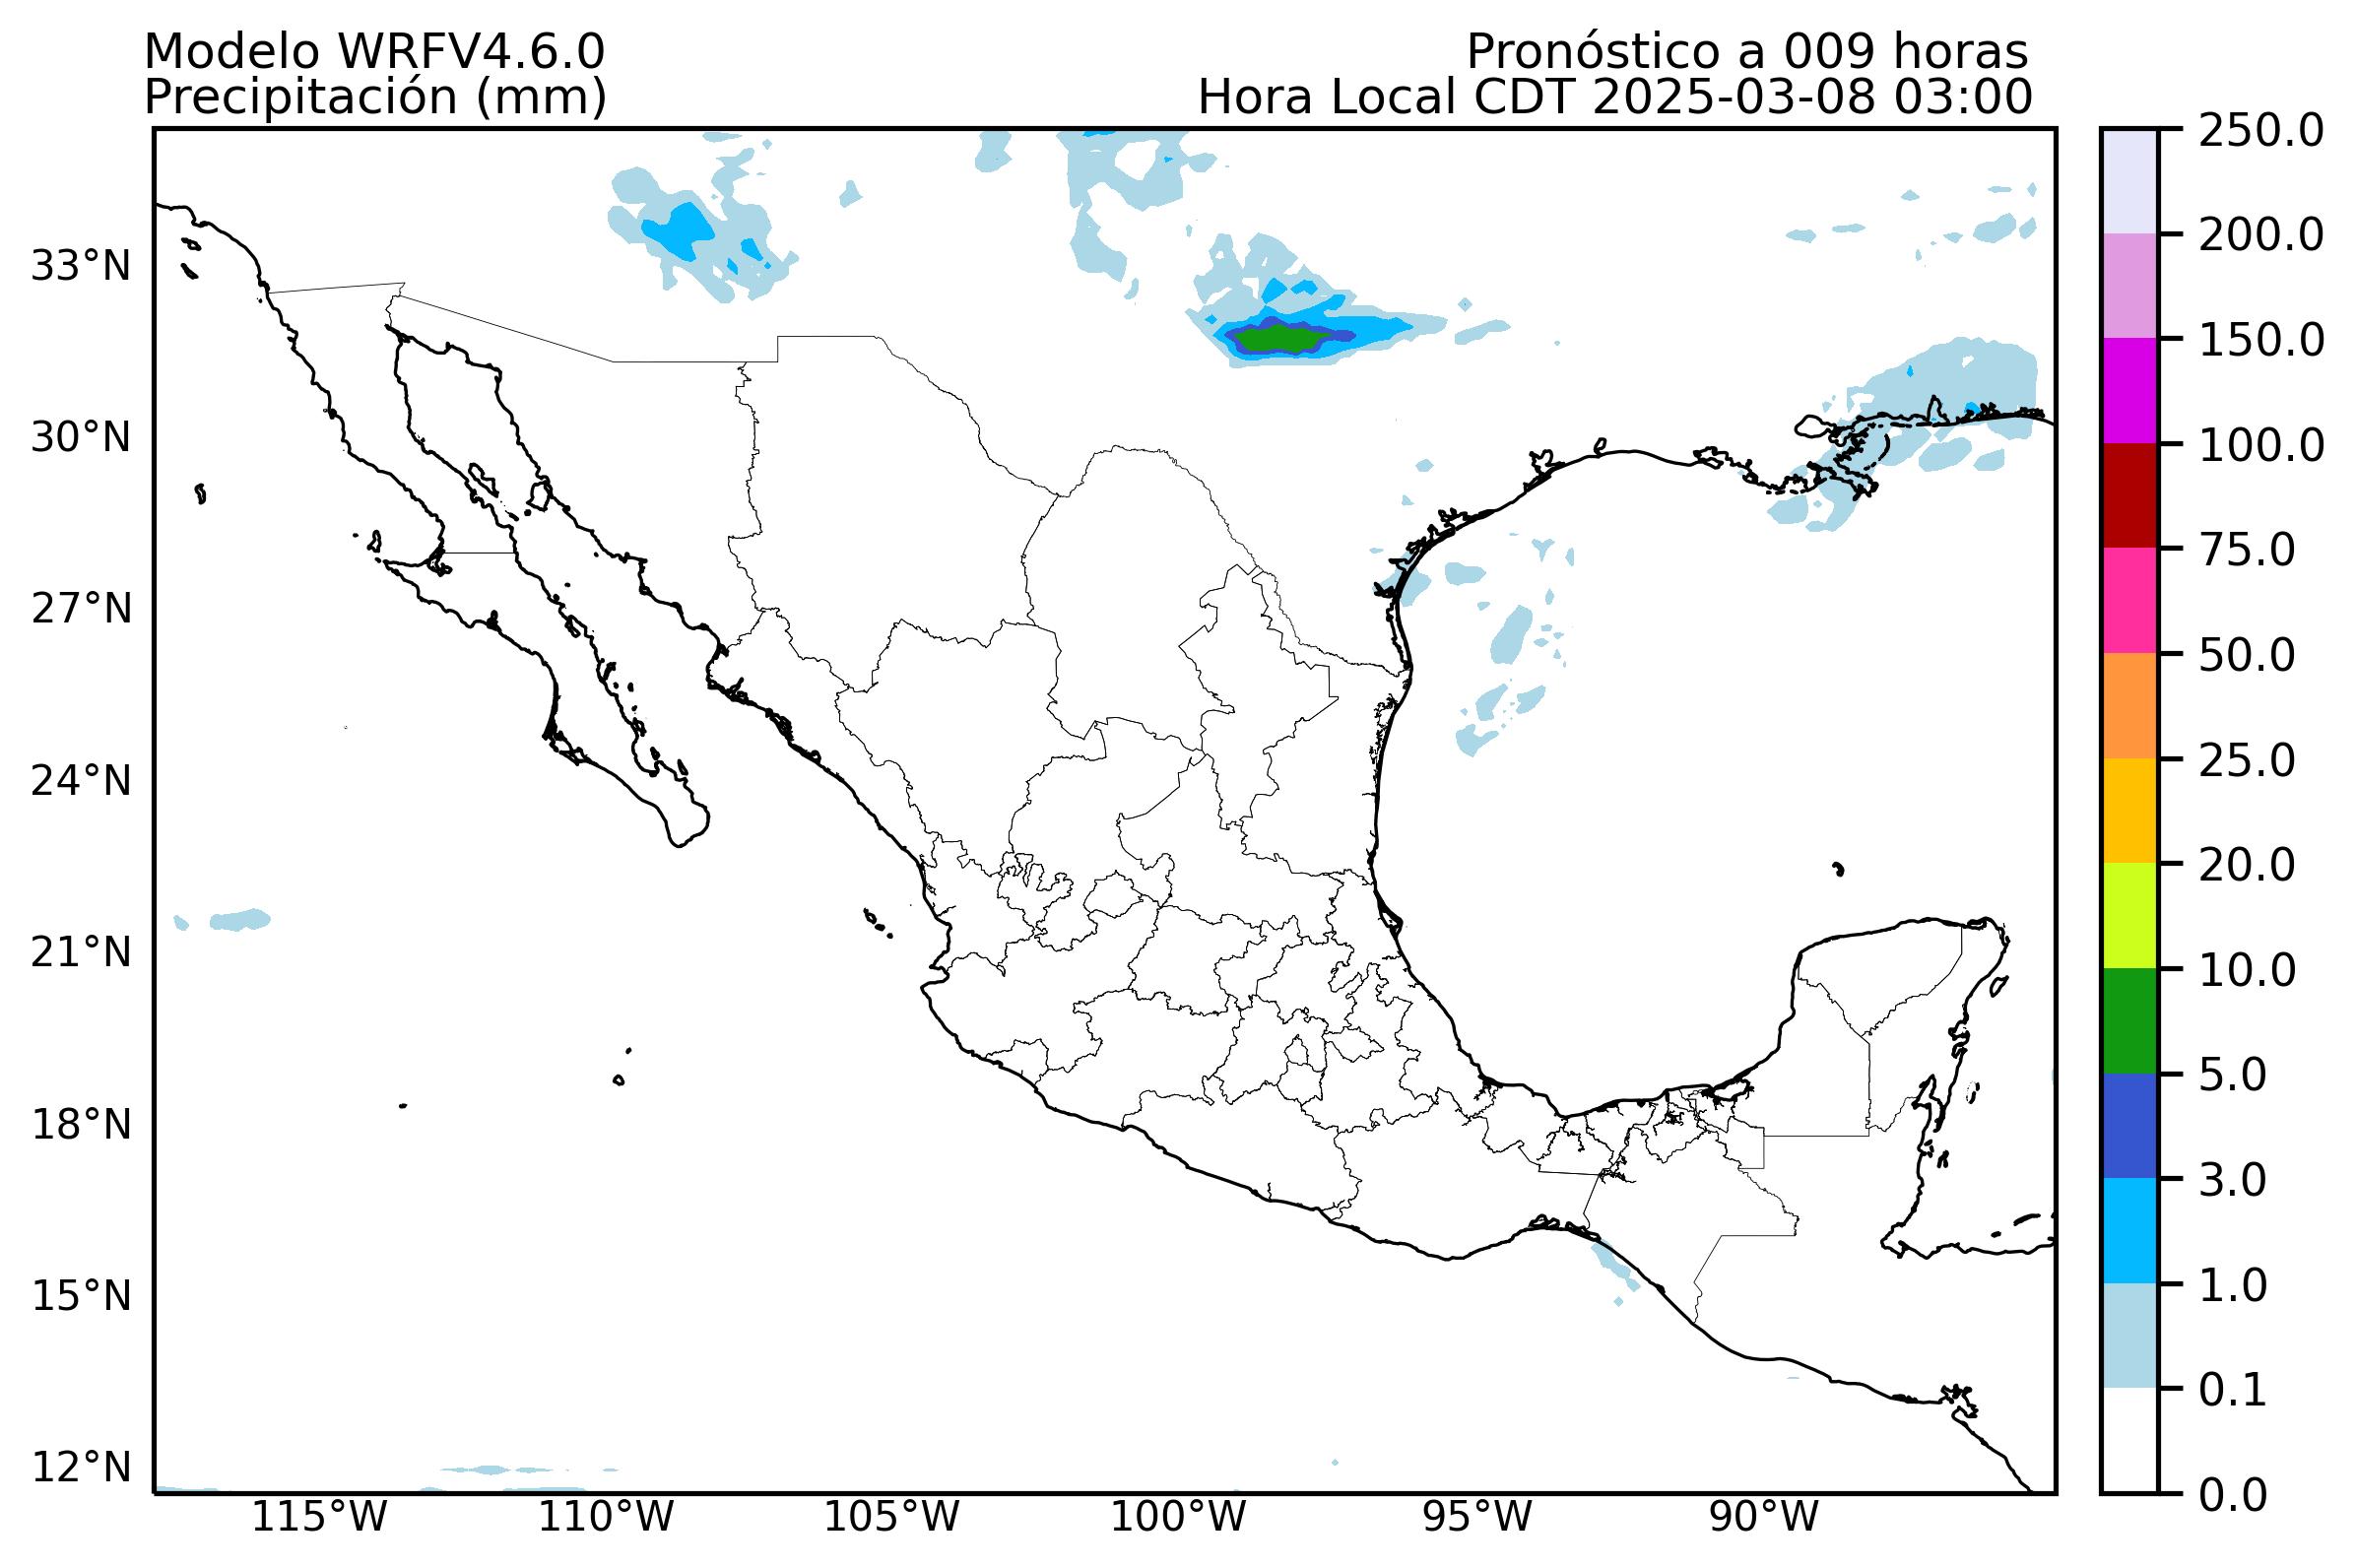 Modelo WRFV4.6.0
Precipitación (mm)
Pronóstico a 009 horas
Hora Local CDT 2025-03-08 03:00
33°N
30°N
27°N
24°N
21°N
18°N
15°N
12°N
115°W
110°W
105°W
100°W
95°W
90°W
250.0
200.0
150.0
100.0
75.0
50.0
25.0
20.0
10.0
5.0
3.0
1.0
0.1
0.0